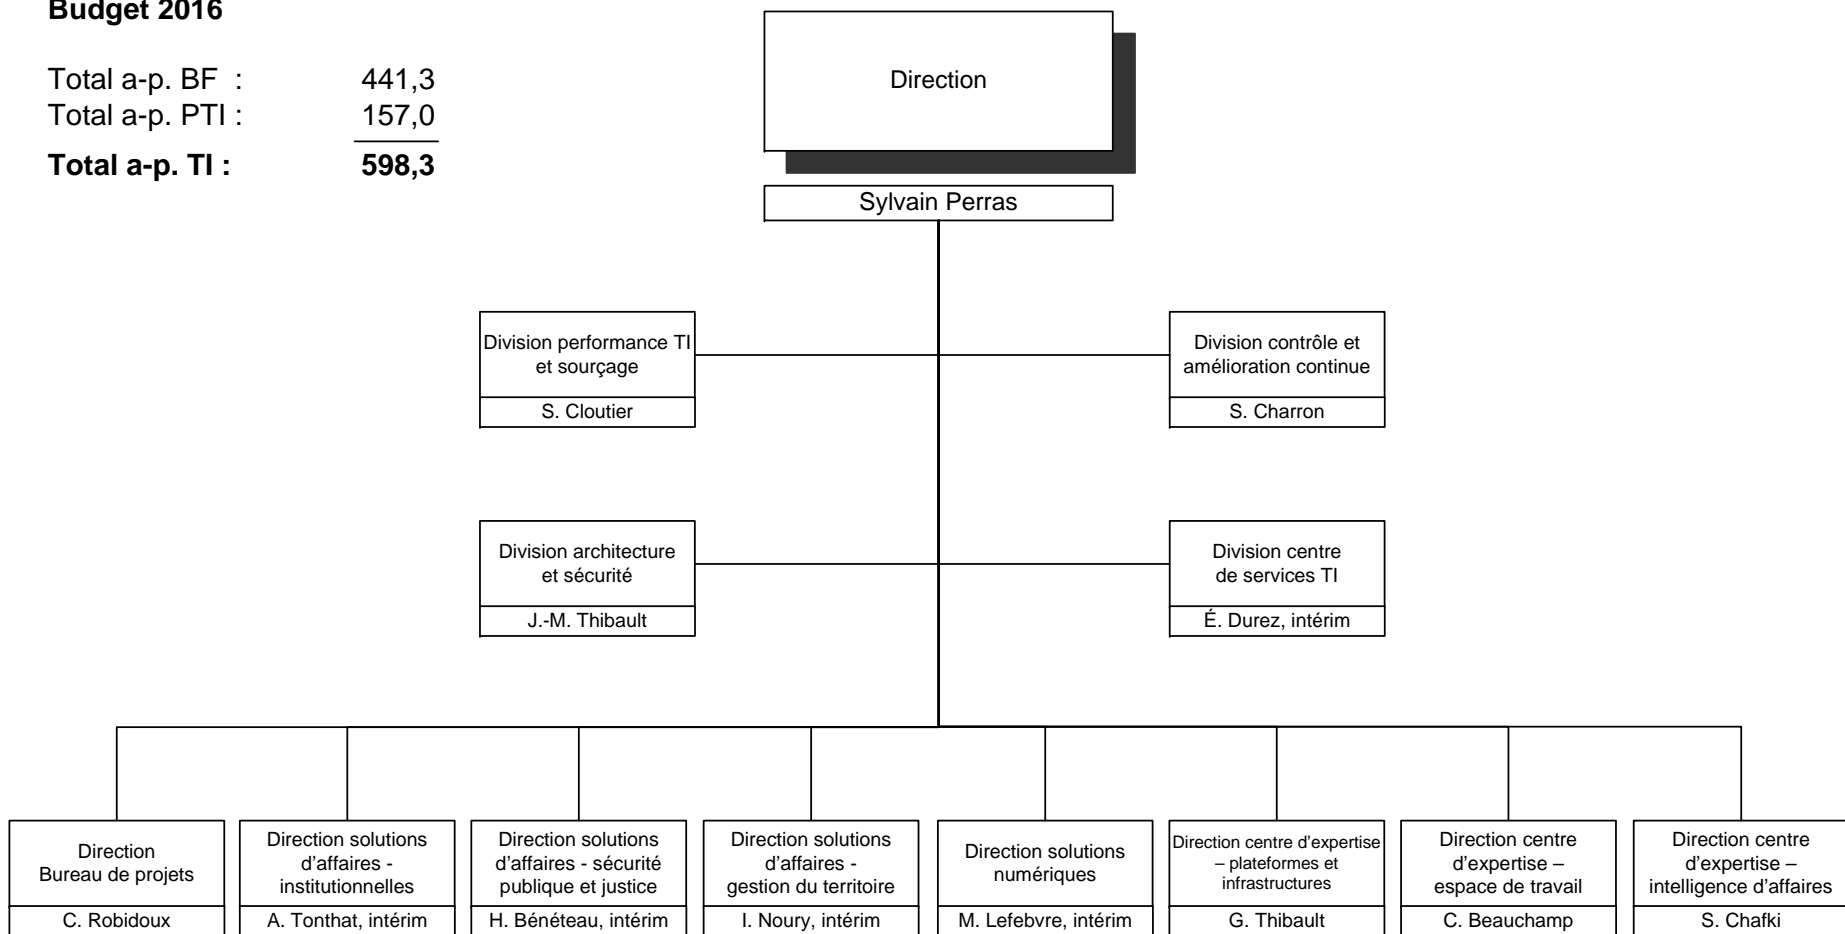 Budget 2016
Total a-p. BF : 441,3
Total a-p. PTI : 157,0
Total a-p. TI : 598,3
Direction
Sylvain Perras
Division performance TI
et sourçage
S. Cloutier
Division contrôle et
amélioration continue
S. Charron
Division architecture
et sécurité
J.-M. Thibault
Division centre
de services TI
É. Durez, intérim
Direction
Bureau de projets
C. Robidoux
Direction solutions
d'affaires -
institutionnelles
A. Tonthat, intérim
Direction solutions
d'affaires - sécurité
publique et justice
H. Bénéteau, intérim
Direction solutions
d'affaires -
gestion du territoire
I. Noury, intérim
Direction solutions
numériques
M. Lefebvre, intérim
Direction centre d'expertise
– plateformes et
infrastructures
G. Thibault
Direction centre
d'expertise –
espace de travail
C. Beauchamp
Direction centre
d'expertise –
intelligence d'affaires
S. Chafki